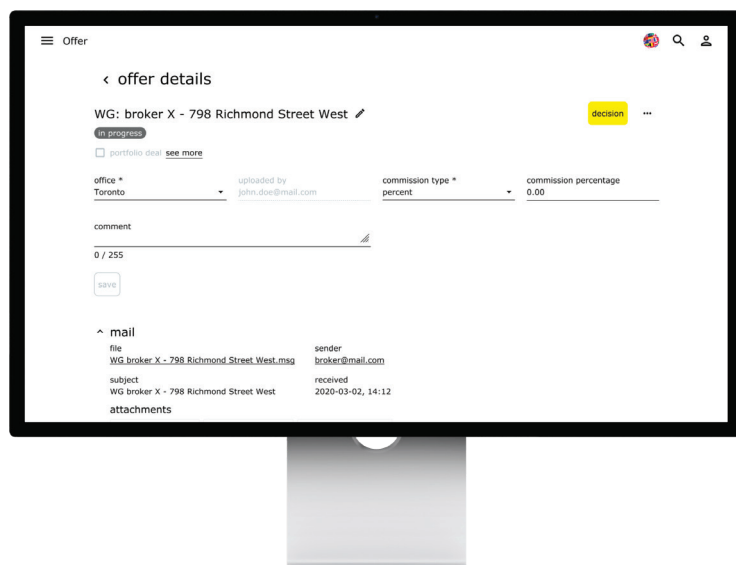 Offer
offer details
WG: broker X - 798 Richmond Street West
decision
in progress
portfolio deal see more
office *
Toronto
uploaded by
john.doe@mail.com
commission type *
percent
commission percentage
0.00
comment
0 / 255
save
mail
file
WG broker X - 798 Richmond Street West.msg
sender
broker@mail.com
subject
WG broker X - 798 Richmond Street West
received
2020-03-02, 14:12
attachments